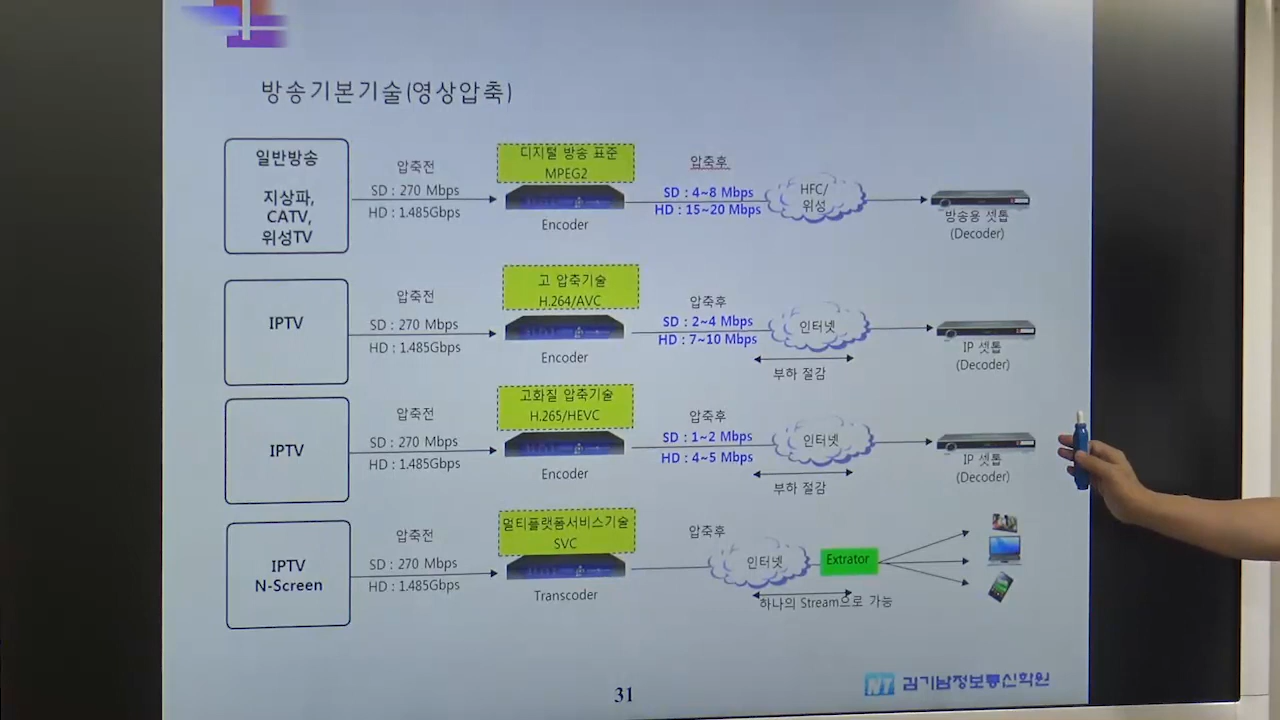 방송기본기술(영상압축)
일반방송
지상파,
CATV,
위성TV
압축전
SD : 270 Mbps
HD : 1.485Gbps
디지털 방송 표준
MPEG2
Encoder
압축후
SD : 4~8 Mbps
HD : 15~20 Mbps
HFC/
위성
방송용 셋톱
(Decoder)
IPTV
압축전
SD : 270 Mbps
HD : 1.485Gbps
고 압축기술
H.264/AVC
Encoder
압축후
SD : 2~4 Mbps
HD : 7~10 Mbps
인터넷
부하 절감
IP 셋톱
(Decoder)
IPTV
압축전
SD : 270 Mbps
HD : 1.485Gbps
고화질 압축기술
H.265/HEVC
Encoder
압축후
SD : 1~2 Mbps
HD : 4~5 Mbps
인터넷
부하 절감
IP 셋톱
(Decoder)
IPTV
N-Screen
압축전
SD : 270 Mbps
HD : 1.485Gbps
멀티플랫폼서비스기술
SVC
Transcoder
압축후
인터넷
Extrator
하나의 Stream으로 가능
31
NT 김기남정보통신학원